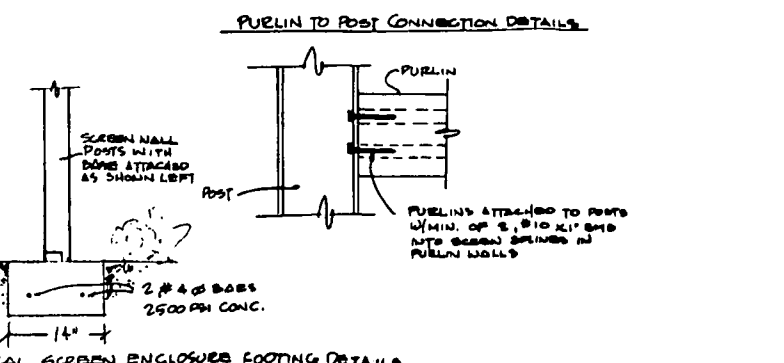 PURLIN TO POST CONNECTION DETAILS
PURLIN
SCREEN WALL
POSTS WITH
BASE ATTACHED
AS SHOWN LEFT
POST
PURLINS ATTACHED TO POSTS
W/MIN. OF 2, #10 x1" SMS
INTO SCREEN SPLINES IN
PURLIN WALLS
2, #4 ø BARS
2500 PSI CONC.
14"
SCREEN ENCLOSURE FOOTING DETAILS